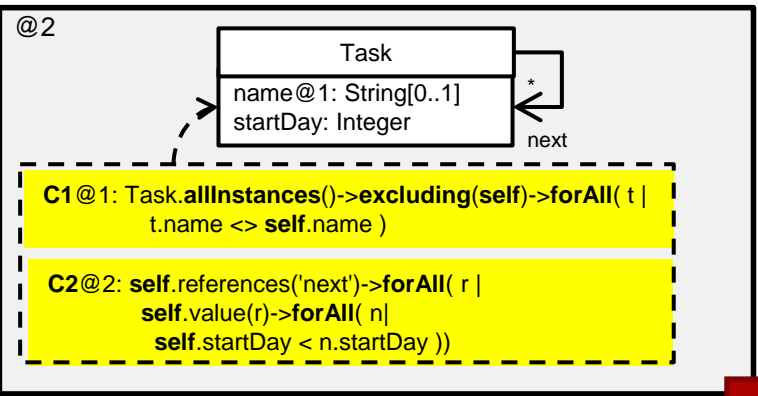 @2
Task
name@1: String[0..1]
startDay: Integer
*
next
C1@1: Task.allInstances()->excluding(self)->forAll( t |
t.name <> self.name )
C2@2: self.references('next')->forAll( r |
self.value(r)->forAll( n|
self.startDay < n.startDay ))